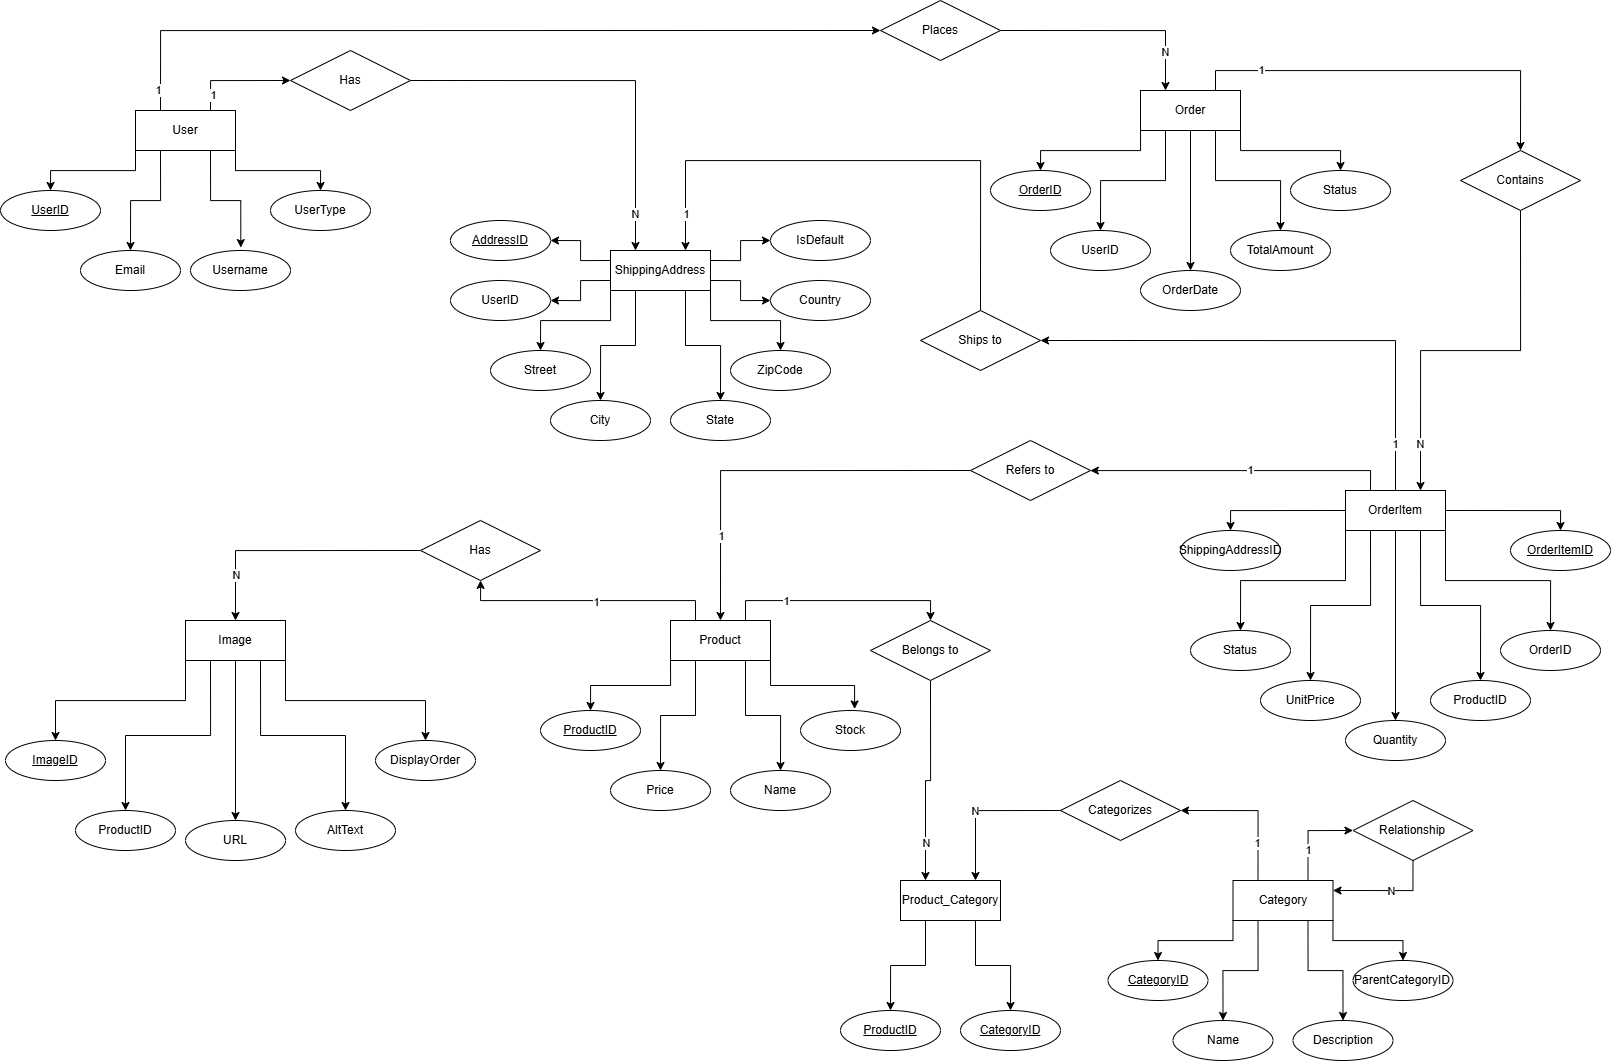 Places
N
1
Has
1
1
User
Order
UserID
UserType
Email
Username
OrderID
Status
UserID
TotalAmount
OrderDate
Contains
N
1
AddressID
IsDefault
ShippingAddress
UserID
Country
Street
ZipCode
City
State
Ships to
1
N
Refers to
1
1
OrderItem
ShippingAddressID
OrderItemID
Status
OrderID
UnitPrice
ProductID
Quantity
Has
N
1
1
Image
Product
Belongs to
ImageID
DisplayOrder
ProductID
AltText
URL
ProductID
Stock
Price
Name
N
N
Categorizes
1
1
Relationship
N
Product_Category
Category
ProductID
CategoryID
CategoryID
ParentCategoryID
Name
Description